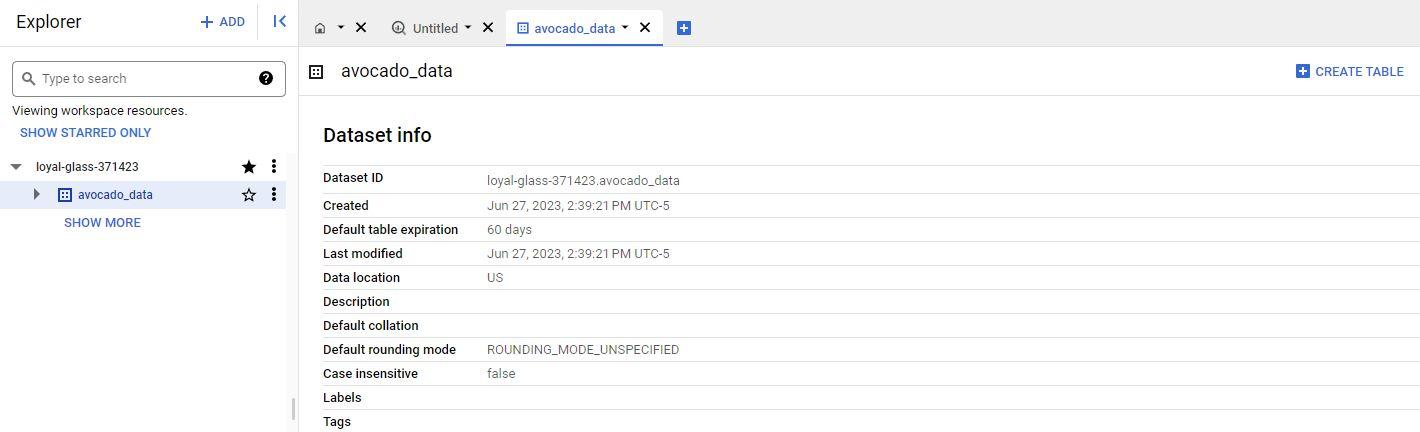 Explorer
+ ADD
Type to search
Viewing workspace resources.
SHOW STARRED ONLY
loyal-glass-371423
avocado_data
SHOW MORE
Untitled
avocado_data
avocado_data
CREATE TABLE
Dataset info
Dataset ID loyal-glass-371423.avocado_data
Created Jun 27, 2023, 2:39:21 PM UTC-5
Default table expiration 60 days
Last modified Jun 27, 2023, 2:39:21 PM UTC-5
Data location US
Description
Default collation
Default rounding mode ROUNDING_MODE_UNSPECIFIED
Case insensitive false
Labels
Tags